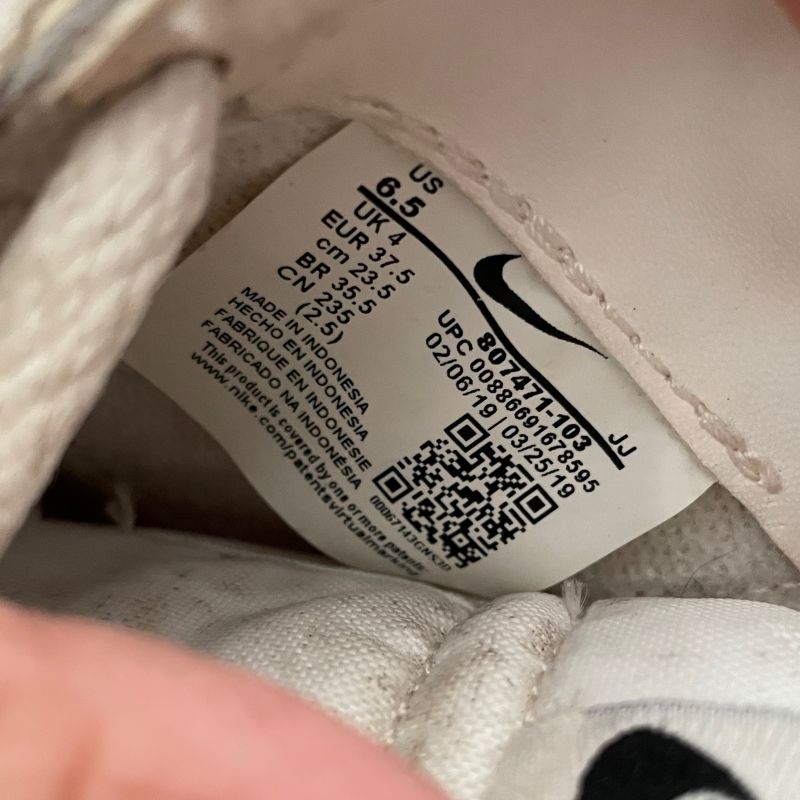 US
6.5
UK 4
EUR 37.5
cm 23.5
BR 35.5
CN 235
(2.5)
MADE IN INDONESIA
HECHO EN INDONESIA
FABRIQUE EN INDONESIE
FABRICADO NA INDONÉSIA
This product is covered by one or more patents
www.nike.com/patentsvirtualmarking
807471-103 JJ
UPC 00886691678595
02/06/19 | 03/25/19